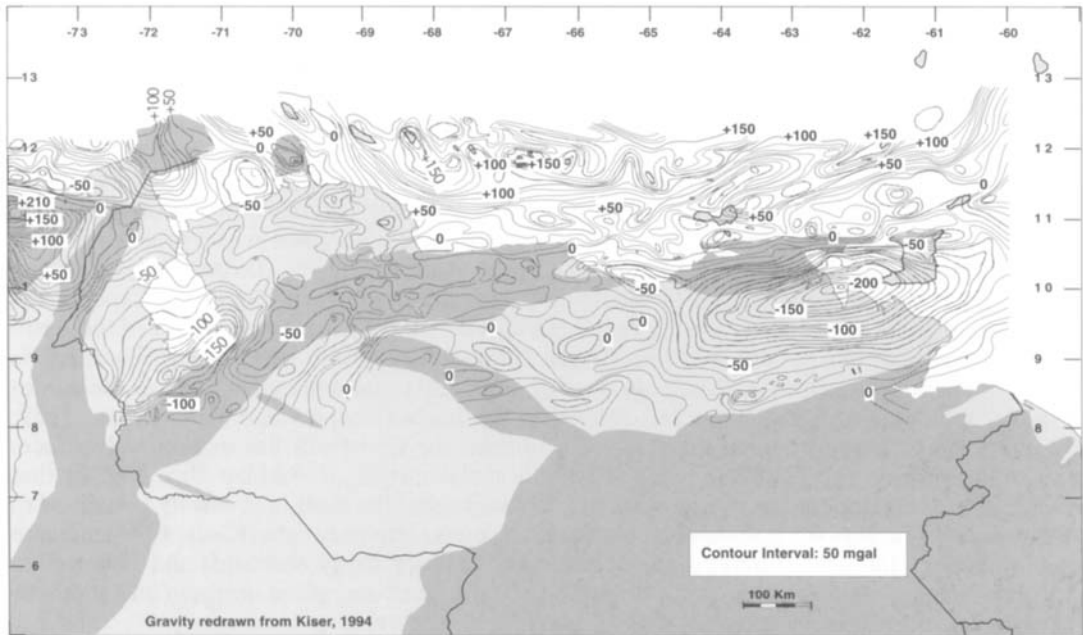 -73 -72 -71 -70 -69 -68 -67 -66 -65 -64 -63 -62 -61 -60
13 13
+100 +50
+50 0 0 +50 +150 +100 +150 +100
12 12
+150 +100 +150 +50
-50 -50 +100 0
+210 0 +50 +50 +50
+150 0 11 11
+100 0 0 0 -50
+50 -50 -50 -200
10 10
-100 -150
-150 -50 0 0 -100
9 0 -50 9
-100 0 0 0
8 8
7 7
6 6
Contour Interval: 50 mgal
100 Km
Gravity redrawn from Kiser, 1994